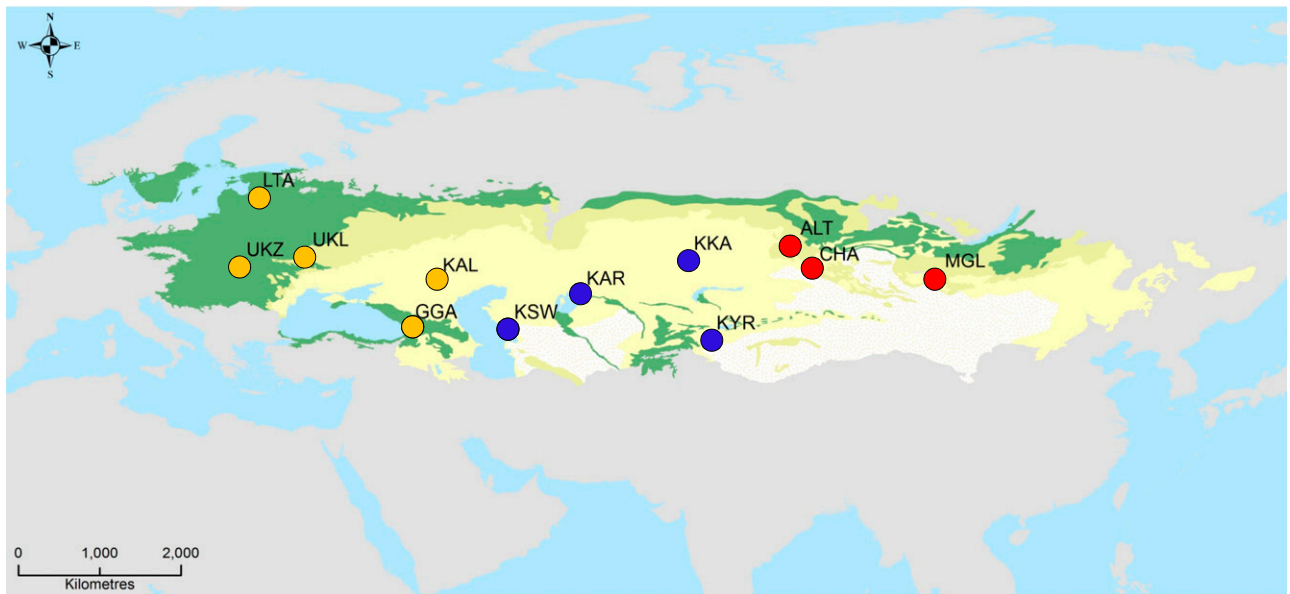 N
W E
S
LTA
UKZ
UKL
KAL
GGA
KSW
KAR
KKA
KYR
ALT
CHA
MGL
0 1,000 2,000
Kilometres